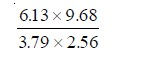 6.13 × 9.68
3.79 × 2.56